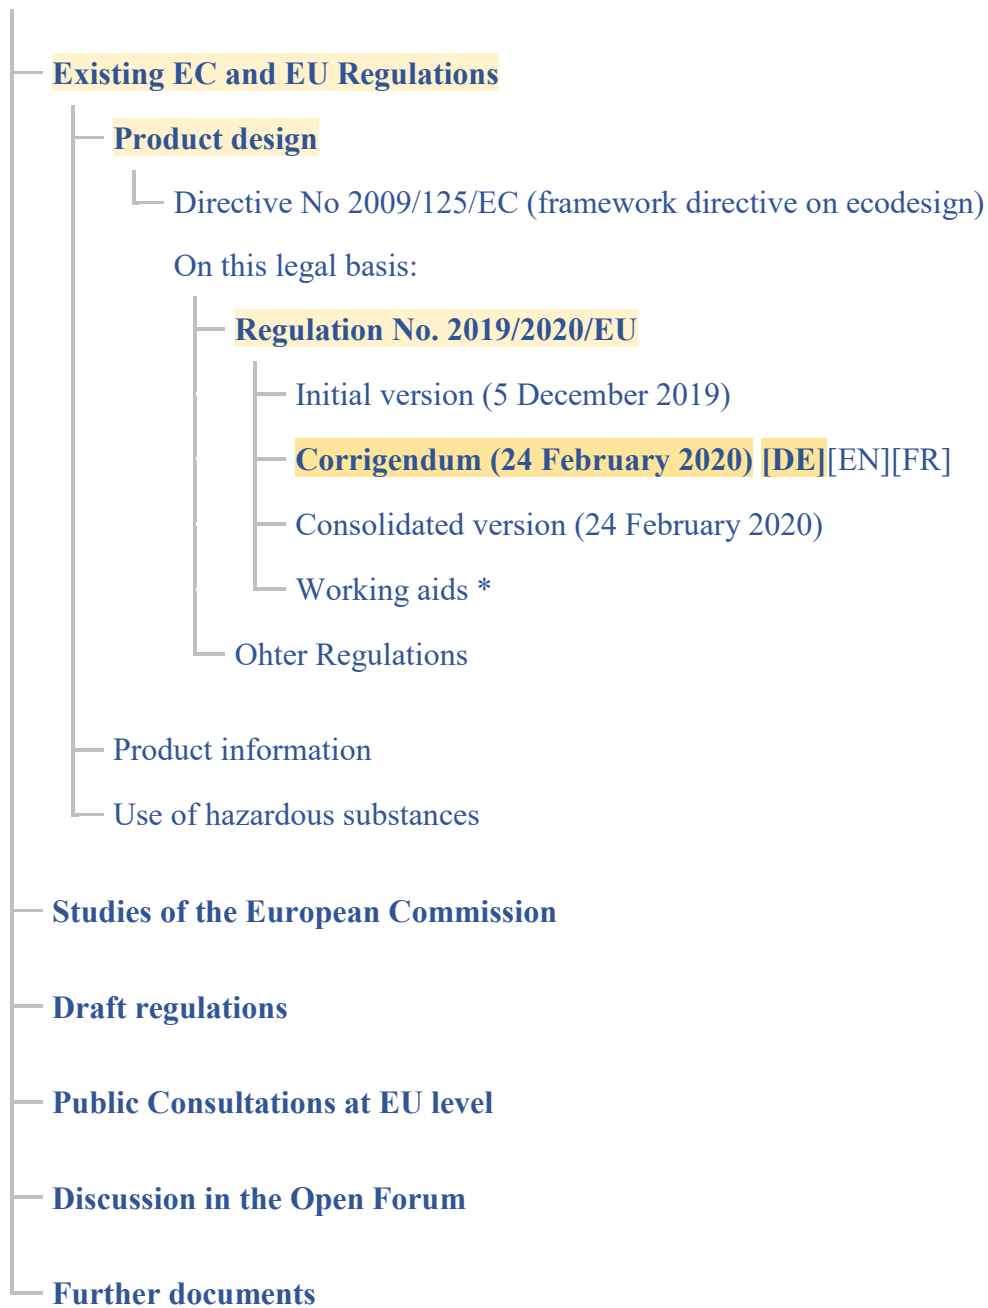 Existing EC and EU Regulations
Product design
Directive No 2009/125/EC (framework directive on ecodesign)
On this legal basis:
Regulation No. 2019/2020/EU
Initial version (5 December 2019)
Corrigendum (24 February 2020) [DE][EN][FR]
Consolidated version (24 February 2020)
Working aids *
Ohter Regulations
Product information
Use of hazardous substances
Studies of the European Commission
Draft regulations
Public Consultations at EU level
Discussion in the Open Forum
Further documents